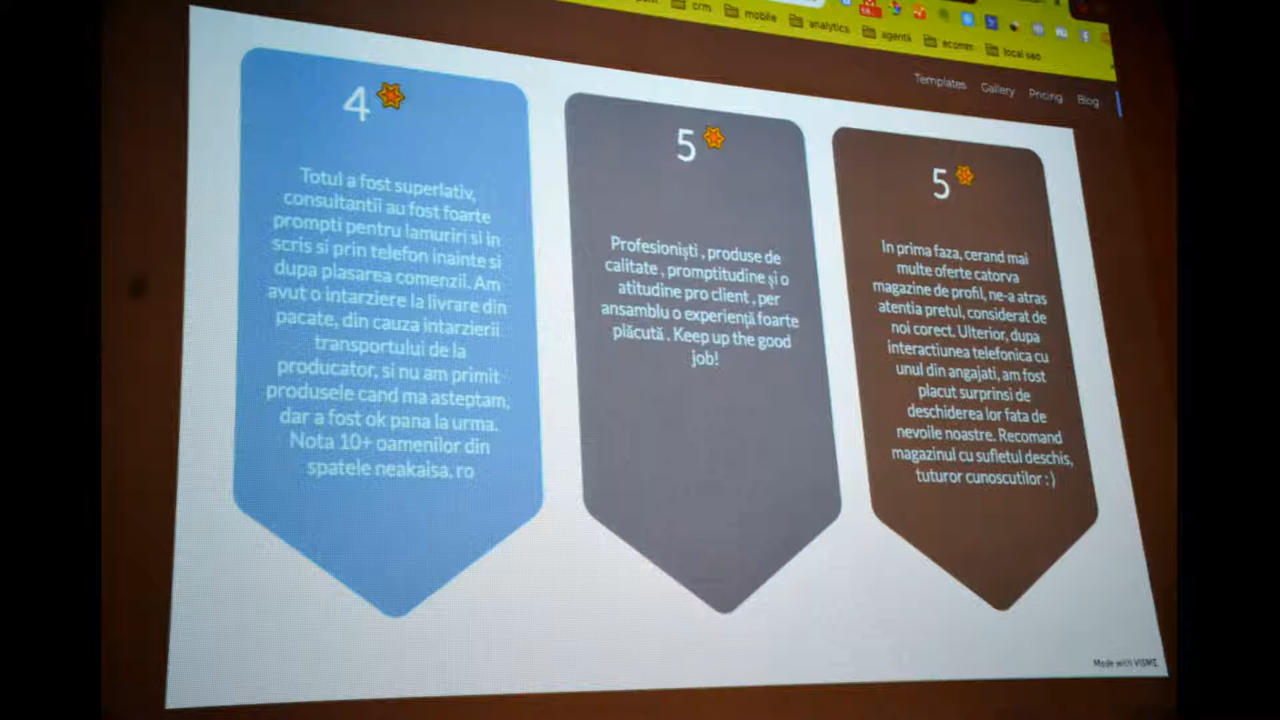 crm
mobile
analytics
agentă
ecomm
local seo
Templates
Gallery
Pricing
Blog
4
Totul a fost superlativ,
consultantii au fost foarte
prompti pentru lamuriri si in
scris si prin telefon inainte si
dupa plasarea comenzii. Am
avut o intarziere la livrare din
pacate, din cauza intarzierii
transportului de la
producator, si nu am primit
produsele cand ma asteptam,
dar a fost ok pana la urma.
Nota 10+ oamenilor din
spatele neakaisa. ro
5
Profesioniști , produse de
calitate , promptitudine și o
atitudine pro client , per
ansamblu o experiență foarte
plăcută . Keep up the good
job!
5
In prima faza, cerand mai
multe oferte catorva
magazine de profil, ne-a atras
atentia pretul, considerat de
noi corect. Ulterior, dupa
interactiunea telefonica cu
unul din angajati, am fost
placut surprinsi de
deschiderea lor fata de
nevoile noastre. Recomand
magazinul cu sufletul deschis,
tuturor cunoscutilor : )
Made with VISME